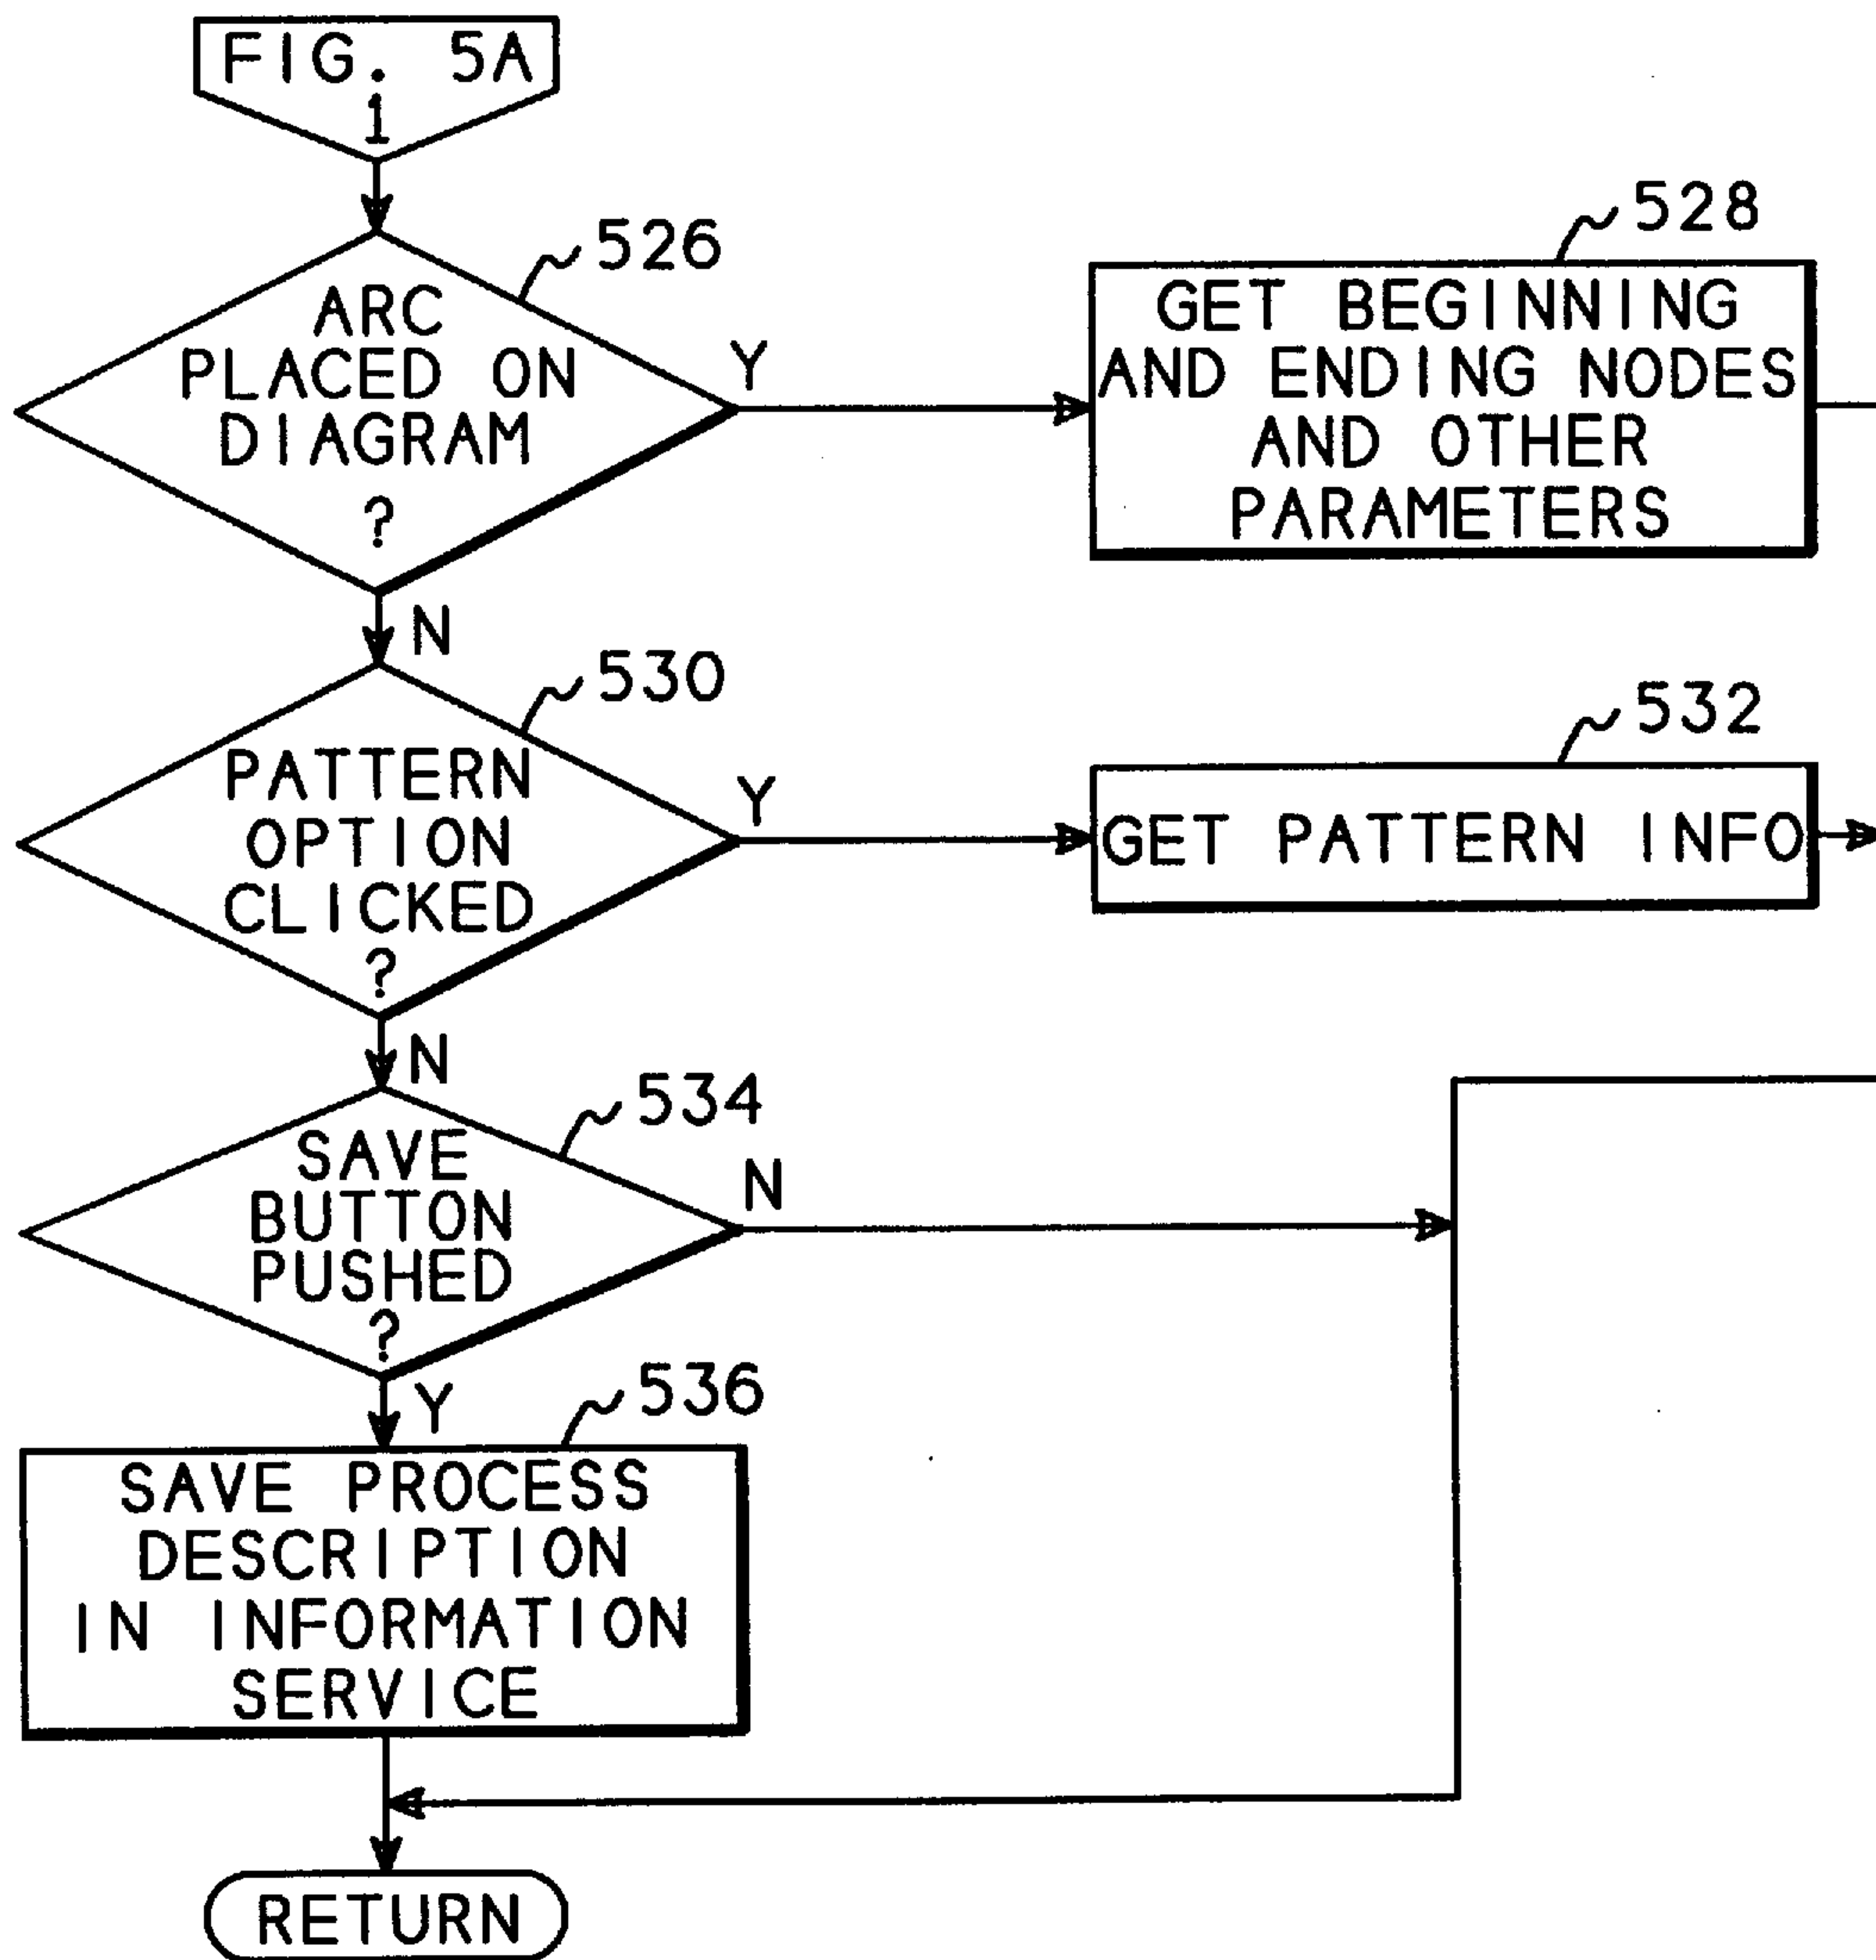 FIG. 5A
1
526
ARC
PLACED ON
DIAGRAM
?
Y
528
GET BEGINNING
AND ENDING NODES
AND OTHER
PARAMETERS
N
530
PATTERN
OPTION
CLICKED
?
Y
532
GET PATTERN INFO
N
534
SAVE
BUTTON
PUSHED
?
N
Y
536
SAVE PROCESS
DESCRIPTION
IN INFORMATION
SERVICE
RETURN